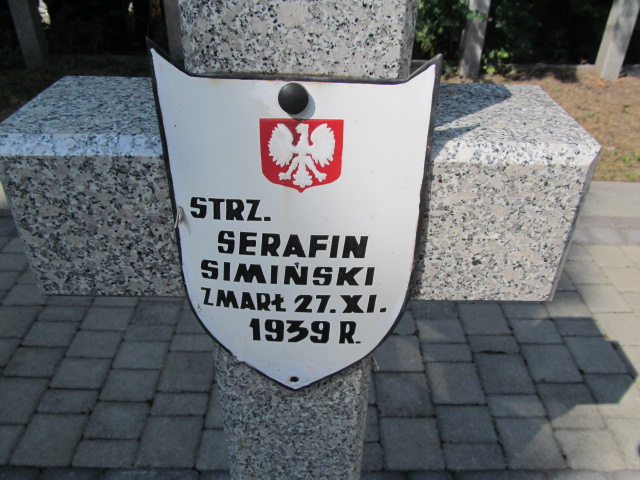 STRZ.
SERAFIN
SIMIŃSKI
ZMARŁ 27.XI.
1939 R.